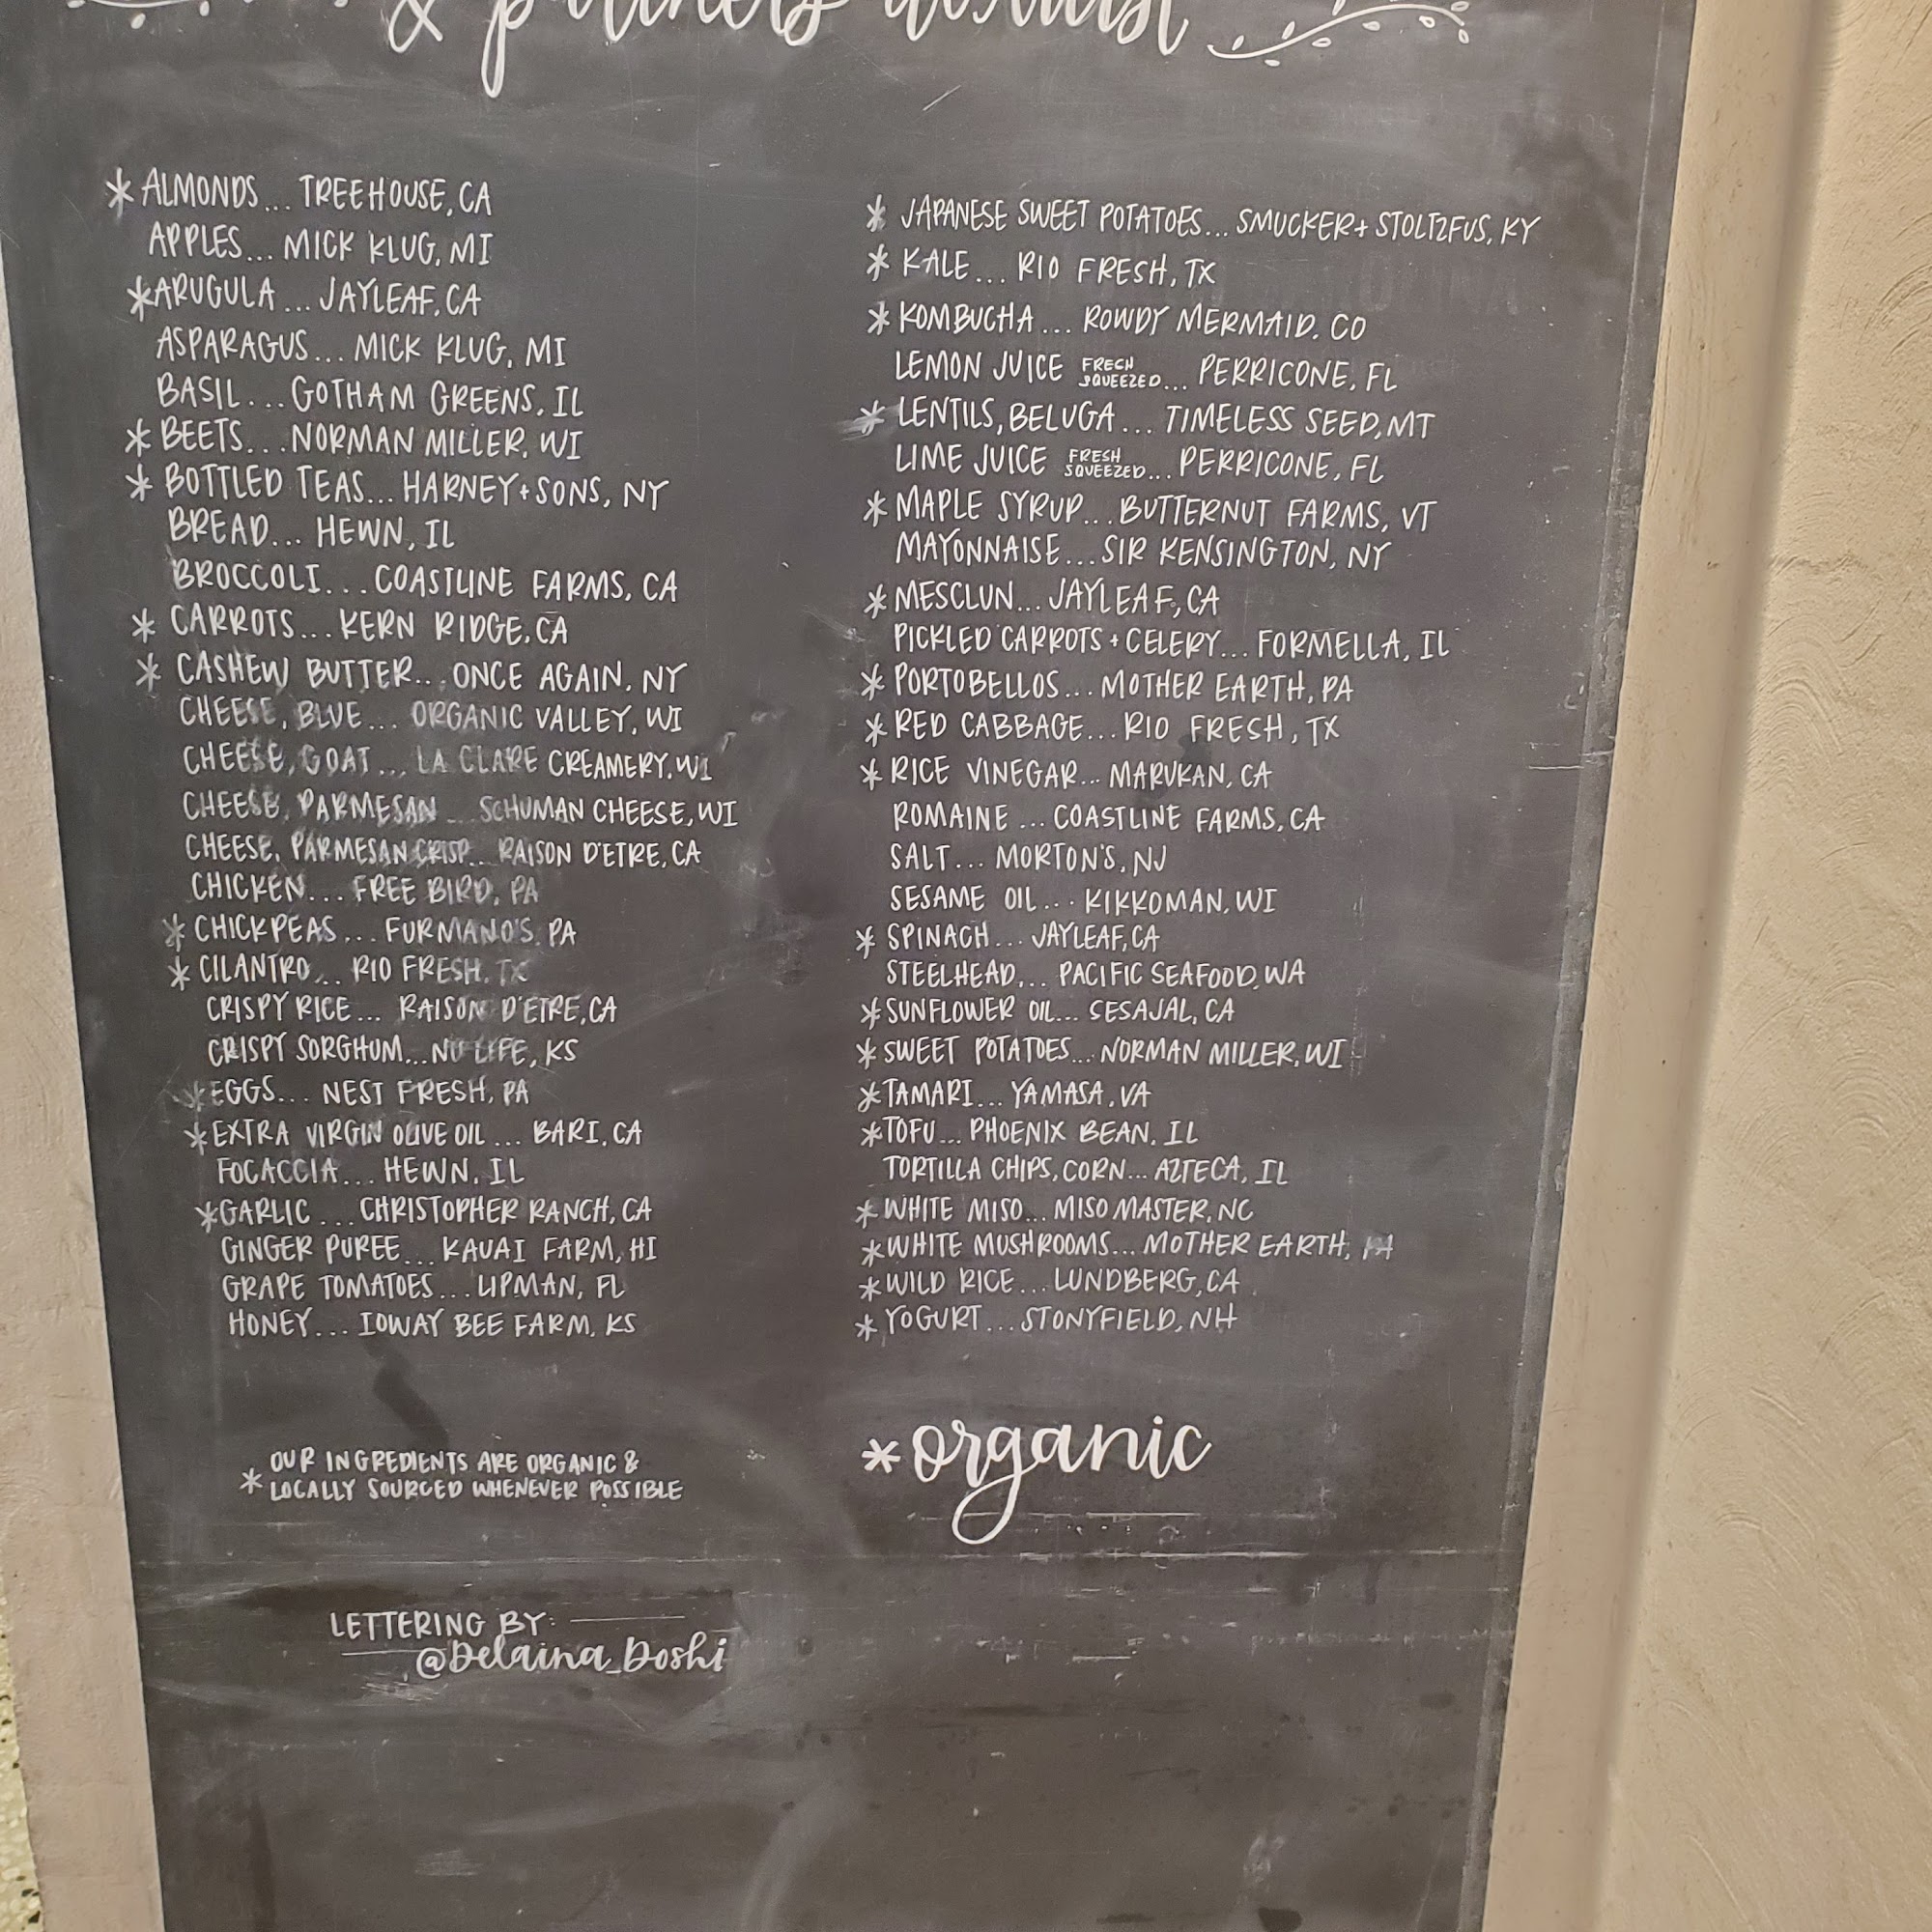 &
* ALMONDS... TREEHOUSE, CA
APPLES... MICK KLUG, MI
* ARUGULA... JAYLEAF, CA
ASPARAGUS... MICK KLUG, MI
BASIL... GOTHAM GREENS, IL
* BEETS... NORMAN MILLER, WI
* BOTTLED TEAS... HARNEY + SONS, NY
BREAD... HEWN, IL
BROCCOLI... COASTLINE FARMS, CA
* CARROTS... KERN RIDGE, CA
* CASHEW BUTTER... ONCE AGAIN, NY
CHEESE, BLUE... ORGANIC VALLEY, WI
CHEESE, GOAT... LA CLARE CREAMERY, WI
CHEESE, PARMESAN... SCHUMAN CHEESE, WI
CHEESE, PARMESAN CRISP... RAISON D'ETRE, CA
CHICKEN... FREE BIRD, PA
* CHICKPEAS... FURMANO'S, PA
* CILANTRO... RIO FRESH, TX
CRISPY RICE... RAISON D'ETRE, CA
CRISPY SORGHUM... NU LIFE, KS
* EGGS... NEST FRESH, PA
* EXTRA VIRGIN OLIVE OIL... BARI, CA
FOCACCIA... HEWN, IL
* GARLIC... CHRISTOPHER RANCH, CA
GINGER PUREE... KAUAI FARM, HI
GRAPE TOMATOES... LIPMAN, FL
HONEY... IOWAY BEE FARM, KS
* OUR INGREDIENTS ARE ORGANIC &
LOCALLY SOURCED WHENEVER POSSIBLE
LETTERING BY:
@Delaina_Doshi
* JAPANESE SWEET POTATOES... SMUCKER + STOLTZFUS, KY
* KALE... RIO FRESH, TX
* KOMBUCHA... ROWDY MERMAID, CO
LEMON JUICE FRECH SQUEEZED... PERRICONE, FL
* LENTILS, BELUGA... TIMELESS SEED, MT
LIME JUICE FRESH SQUEEZED... PERRICONE, FL
* MAPLE SYRUP... BUTTERNUT FARMS, VT
MAYONNAISE... SIR KENSINGTON, NY
* MESCLUN... JAYLEAF, CA
PICKLED CARROTS + CELERY... FORMELLA, IL
* PORTOBELLOS... MOTHER EARTH, PA
* RED CABBAGE... RIO FRESH, TX
* RICE VINEGAR... MARUKAN, CA
ROMAINE... COASTLINE FARMS, CA
SALT... MORTON'S, NJ
SESAME OIL... KIKKOMAN, WI
* SPINACH... JAYLEAF, CA
STEELHEAD... PACIFIC SEAFOOD, WA
* SUNFLOWER OIL... SESAJAL, CA
* SWEET POTATOES... NORMAN MILLER, WI
* TAMARI... YAMASA, VA
* TOFU... PHOENIX BEAN, IL
TORTILLA CHIPS, CORN... AZTECA, IL
* WHITE MISO... MISO MASTER, NC
* WHITE MUSHROOMS... MOTHER EARTH, PA
* WILD RICE... LUNDBERG, CA
* YOGURT... STONYFIELD, NH
* organic